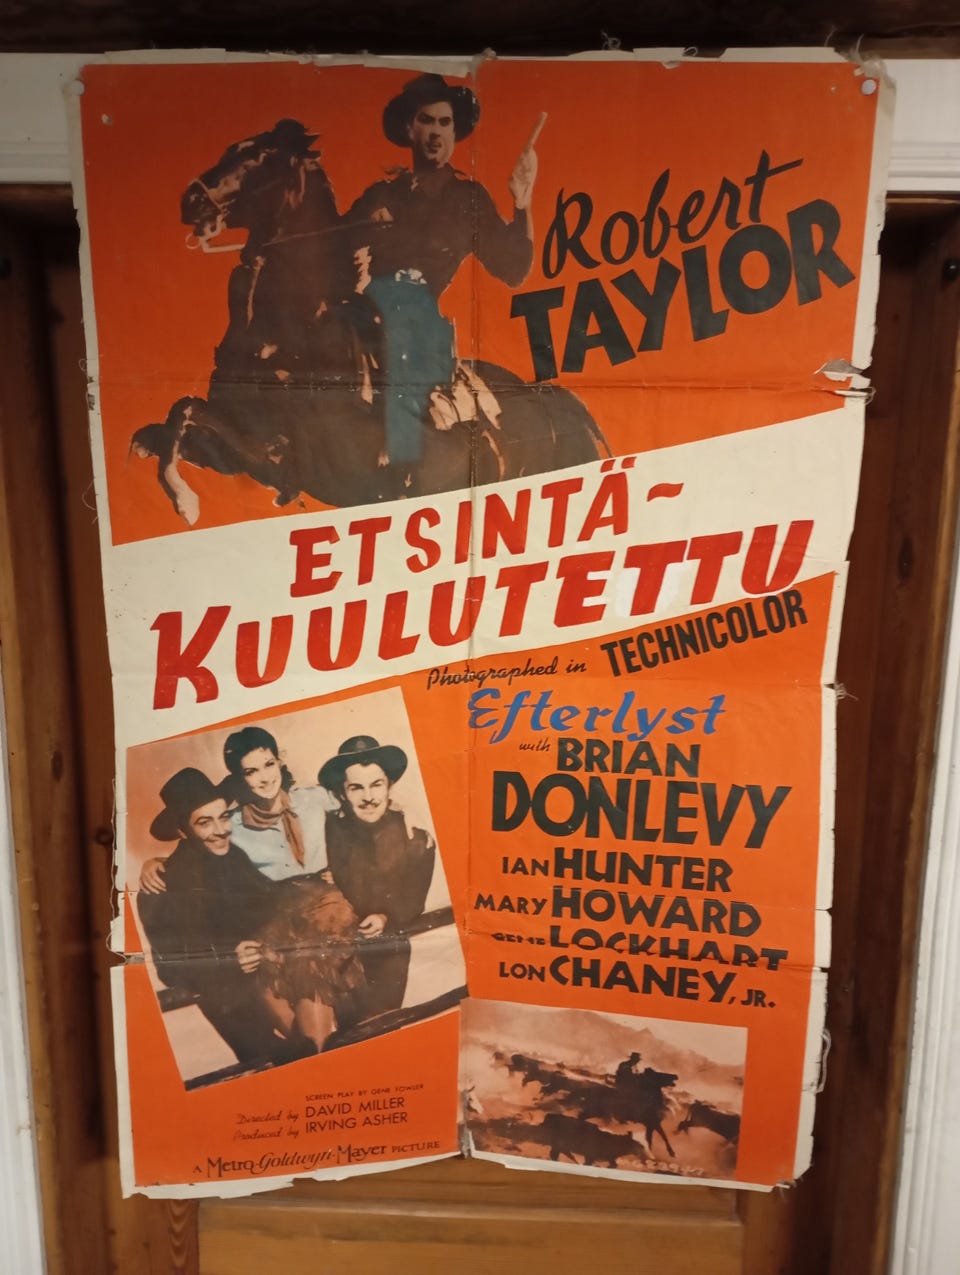 Robert
TAYLOR
ETSINTÄ-
KUULUTETTU
Photographed in TECHNICOLOR
Efterlyst
with BRIAN
DONLEVY
IAN HUNTER
MARY HOWARD
GENE LOCKHART
LON CHANEY, JR.
SCREEN PLAY BY GENE FOWLER
Directed by DAVID MILLER
Produced by IRVING ASHER
A Metro-Goldwyn-Mayer PICTURE